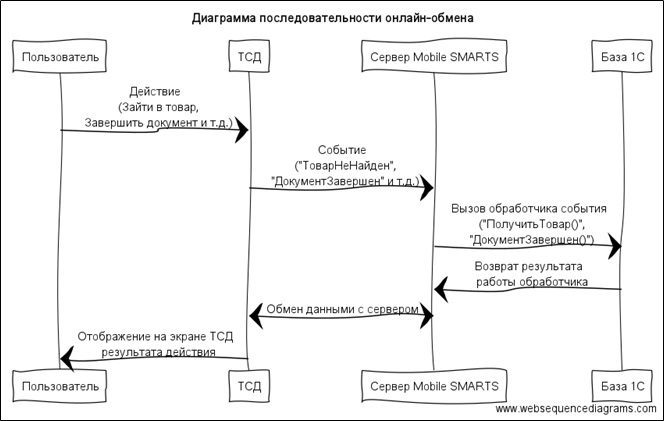 Диаграмма последовательности онлайн-обмена
Пользователь
ТСД
Сервер Mobile SMARTS
База 1С
Действие
(Зайти в товар,
Завершить документ и т.д.)
Событие
("ТоварНеНайден",
"ДокументЗавершен" и т.д.)
Вызов обработчика события
("ПолучитьТовар()",
"ДокументЗавершен()")
Возврат результата
работы обработчика
Обмен данными с сервером
Отображение на экране ТСД
результата действия
Пользователь
ТСД
Сервер Mobile SMARTS
База 1С
www.websequencediagrams.com